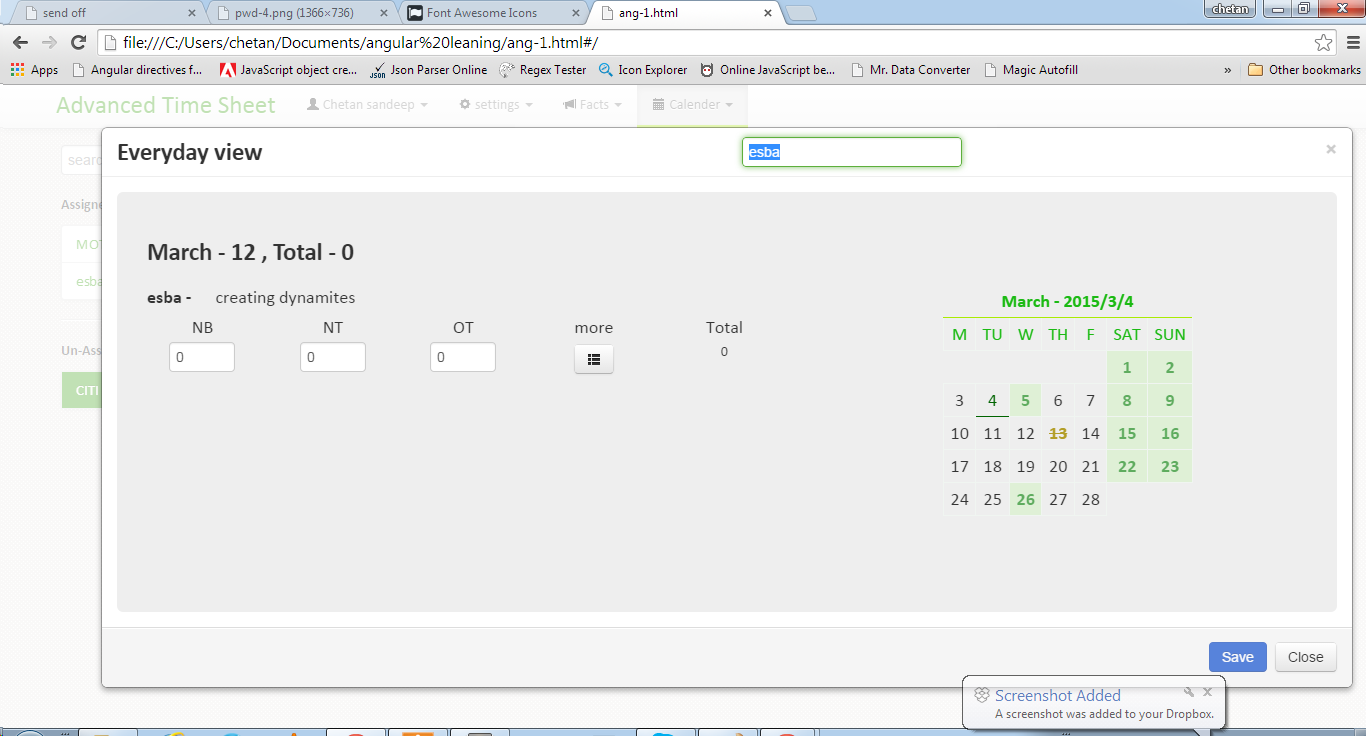 send off
pwd-4.png (1366×736)
Font Awesome Icons
ang-1.html
chetan
file:///C:/Users/chetan/Documents/angular%20leaning/ang-1.html#/
Apps
Angular directives f...
JavaScript object cre...
Json Parser Online
Regex Tester
Icon Explorer
Online JavaScript be...
Mr. Data Converter
Magic Autofill
»
Other bookmarks
Advanced Time Sheet
Chetan sandeep
settings
Facts
Calender
Everyday view
esba
×
searc
Assigne
MOT
esba
Un-Ass
CITI
March - 12 , Total - 0
esba - creating dynamites
NB NT OT more Total
0 0 0 0
March - 2015/3/4
M TU W TH F SAT SUN
1 2
3 4 5 6 7 8 9
10 11 12 13 14 15 16
17 18 19 20 21 22 23
24 25 26 27 28
Save
Close
Screenshot Added
A screenshot was added to your Dropbox.